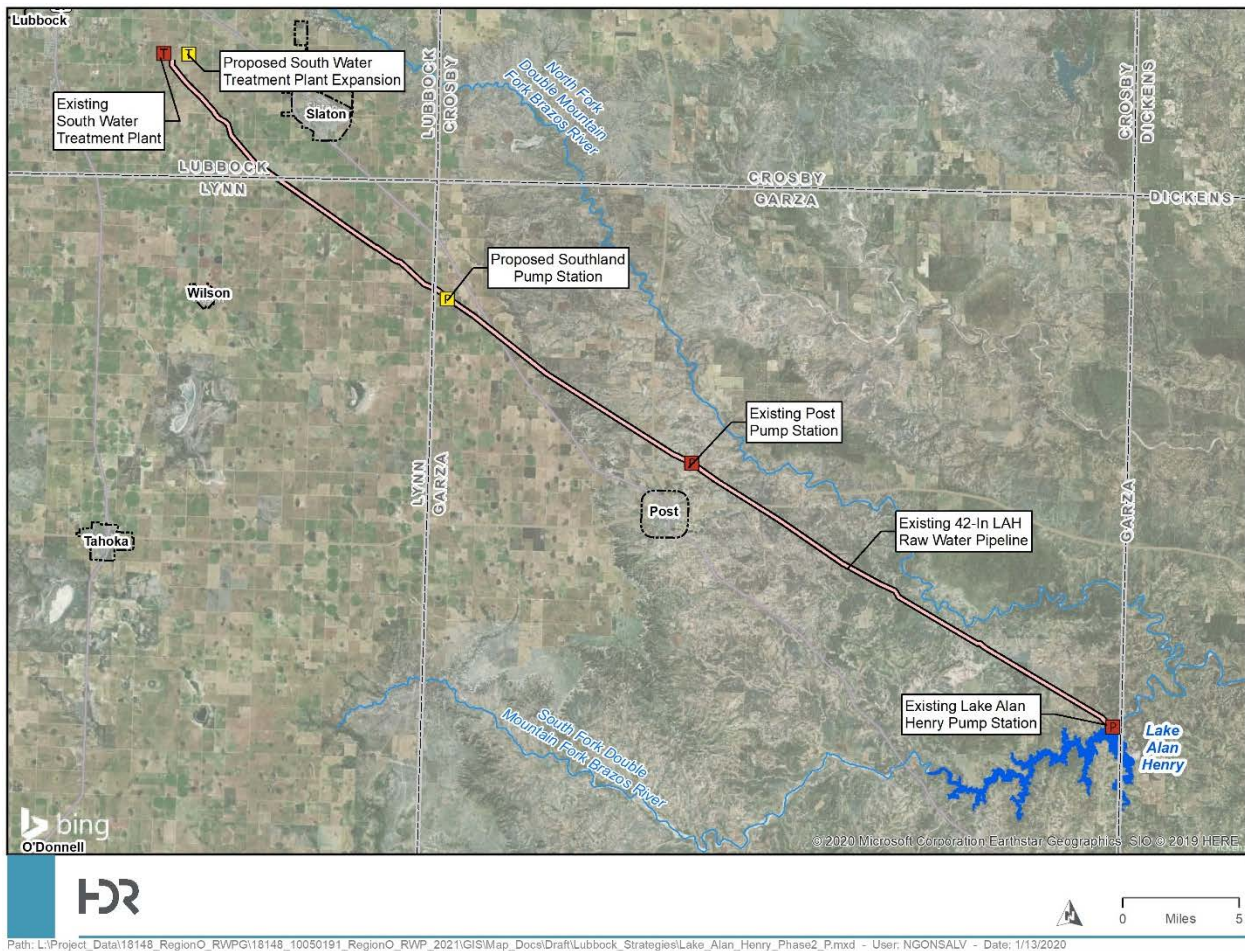 Lubbock
Proposed South Water
Treatment Plant Expansion
T
T
Existing
South Water
Treatment Plant
Slaton
LUBBOCK
CROSBY
North Fork
Double Mountain
Fork Brazos River
CROSBY
DICKENS
LUBBOCK
LYNN
CROSBY
GARZA
DICKENS
Proposed Southland
Pump Station
P
Wilson
Existing Post
Pump Station
P
LYNN
GARZA
Post
GARZA
Tahoka
Existing 42-In LAH
Raw Water Pipeline
Existing Lake Alan
Henry Pump Station
P
Lake
Alan
Henry
South Fork Double
Mountain Fork Brazos River
bing
O'Donnell
© 2020 Microsoft Corporation Earthstar Geographics SIO © 2019 HERE
HDR
N
0 Miles 5
Path: L:\Project_Data\18148_RegionO_RWPG\18148_10050191_RegionO_RWP_2021\GIS\Map_Docs\Draft\Lubbock_Strategies\Lake_Alan_Henry_Phase2_P.mxd - User: NGONSALV - Date: 1/13/2020